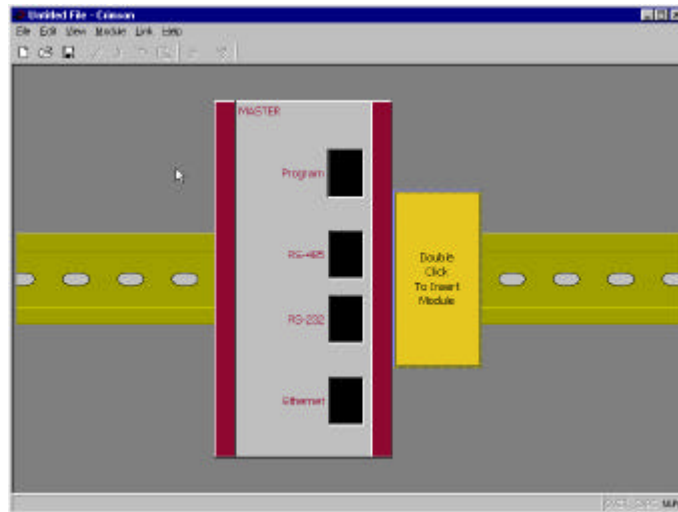 Untitled File - Crimson
File Edit View Module Link Help
MASTER
Program
RS-485
RS-232
Ethernet
Double
Click
To Insert
Module
NUM